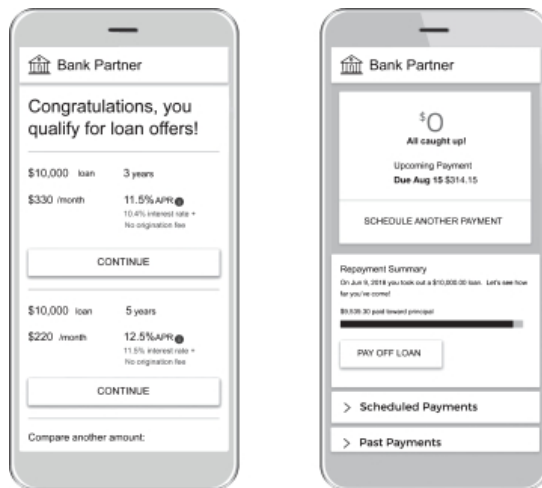 Bank Partner
Congratulations, you
qualify for loan offers!
$10,000 loan 3 years
$330 /month 11.5% APR
10.4% interest rate +
No origination fee
CONTINUE
$10,000 loan 5 years
$220 /month 12.5%APR
11.5% interest rate +
No origination fee
CONTINUE
Compare another amount:
Bank Partner
$0
All caught up!
Upcoming Payment
Due Aug 15 $314.15
SCHEDULE ANOTHER PAYMENT
Repayment Summary
On Jun 9, 2018 you took out a $10,000.00 loan. Let's see how
far you've come!
$9,539.30 paid toward principal
PAY OFF LOAN
> Scheduled Payments
> Past Payments